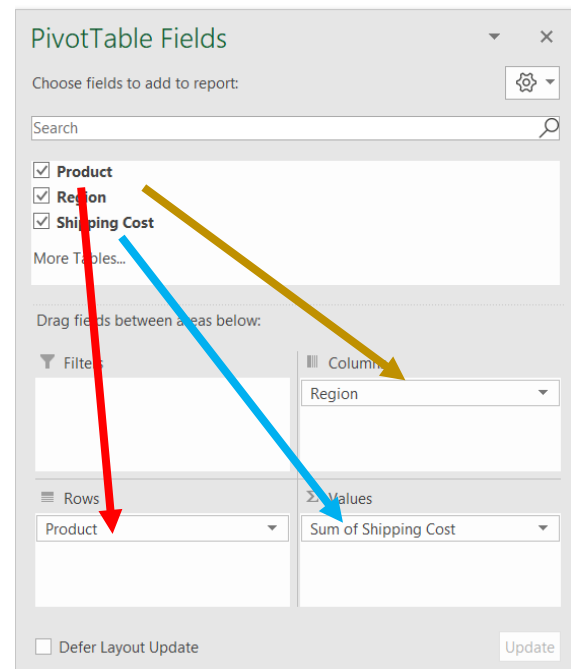 PivotTable Fields
Choose fields to add to report:
Search
Product
Region
Shipping Cost
More Tables...
Drag fields between areas below:
Filters
Columns
Region
Rows
Values
Product
Sum of Shipping Cost
Defer Layout Update
Update